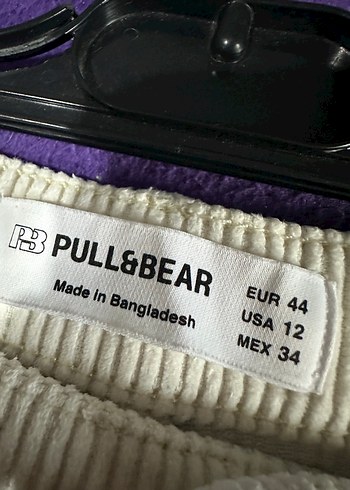 PB PULL&BEAR
Made in Bangladesh
EUR 44
USA 12
MEX 34